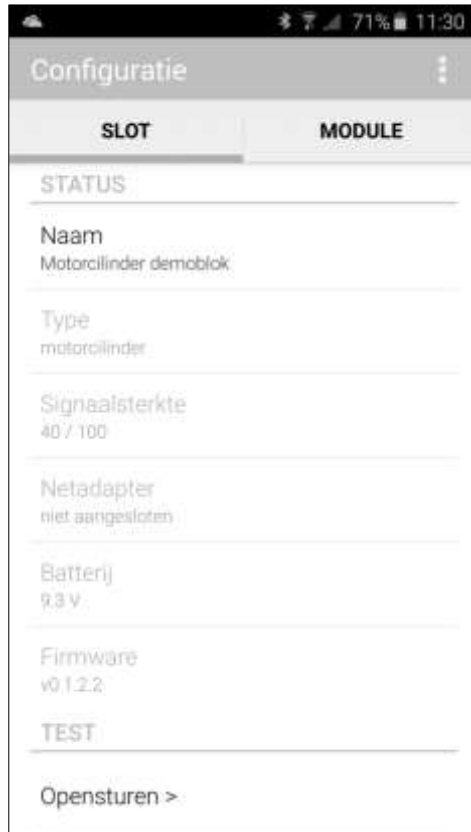 71% 11:30
Configuratie
SLOT MODULE
STATUS
Naam
Motorcilinder demoblok
Type
motorcilinder
Signaalsterkte
40 / 100
Netadapter
niet aangesloten
Batterij
9.3 V
Firmware
v0.1.2.2
TEST
Opensturen >